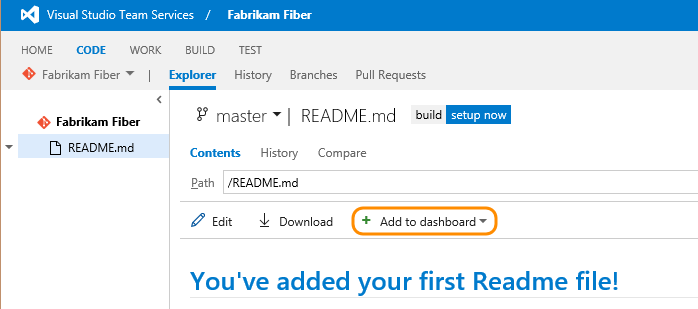 Visual Studio Team Services / Fabrikam Fiber
HOME CODE WORK BUILD TEST
Fabrikam Fiber | Explorer History Branches Pull Requests
Fabrikam Fiber
README.md
master | README.md build setup now
Contents History Compare
Path /README.md
Edit Download + Add to dashboard
You've added your first Readme file!